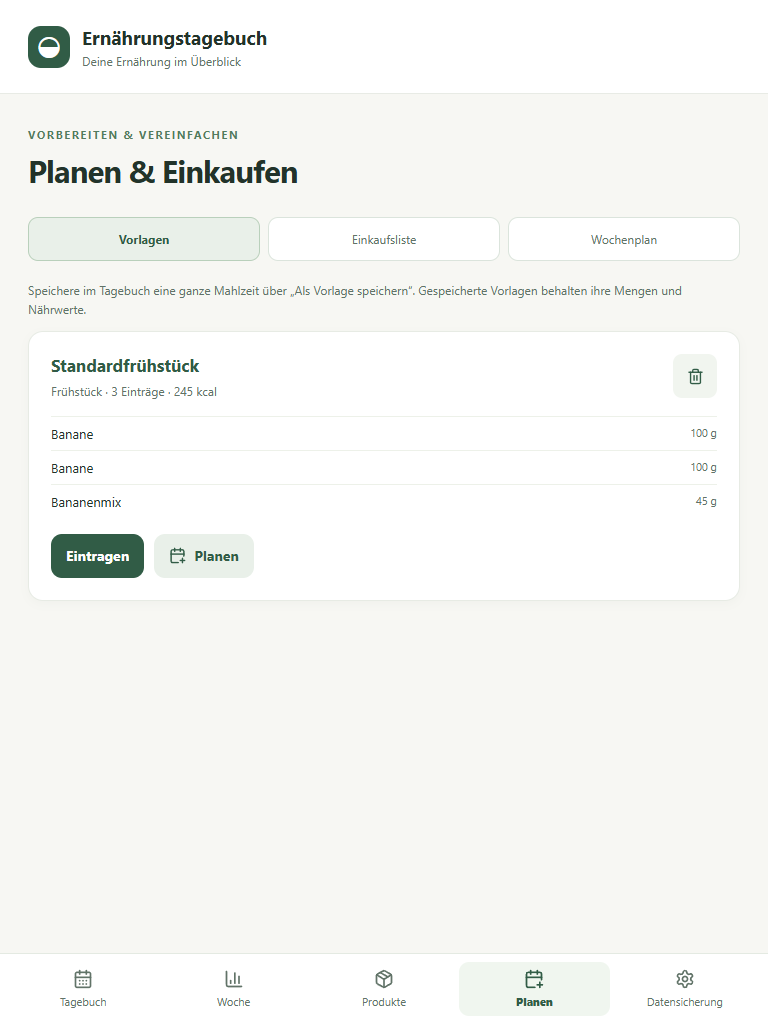 Ernährungstagebuch
Deine Ernährung im Überblick
VORBEREITEN & VEREINFACHEN
Planen & Einkaufen
Vorlagen
Einkaufsliste
Wochenplan
Speichere im Tagebuch eine ganze Mahlzeit über „Als Vorlage speichern“. Gespeicherte Vorlagen behalten ihre Mengen und
Nährwerte.
Standardfrühstück
Frühstück · 3 Einträge · 245 kcal
Banane 100 g
Banane 100 g
Bananenmix 45 g
Eintragen
Planen
Tagebuch
Woche
Produkte
Planen
Datensicherung